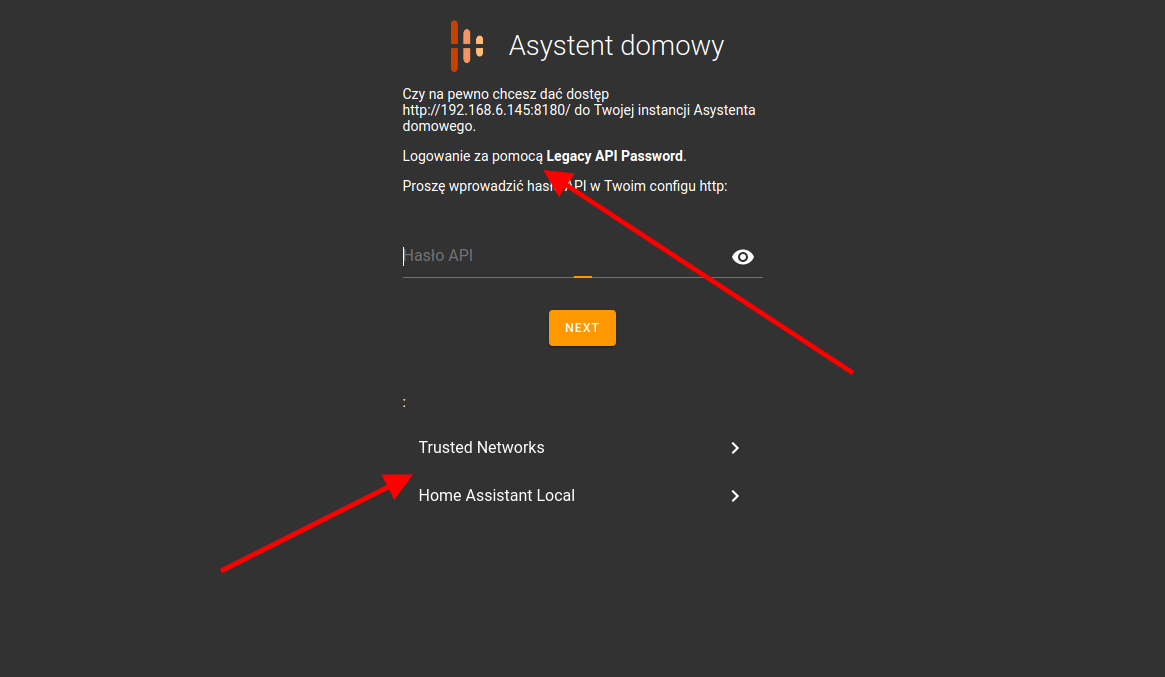 Asystent domowy
Czy na pewno chcesz dać dostęp
http://192.168.6.145:8180/ do Twojej instancji Asystenta
domowego.
Logowanie za pomocą Legacy API Password.
Proszę wprowadzić hasło API w Twoim configu http:
Hasło API
NEXT
:
Trusted Networks
Home Assistant Local